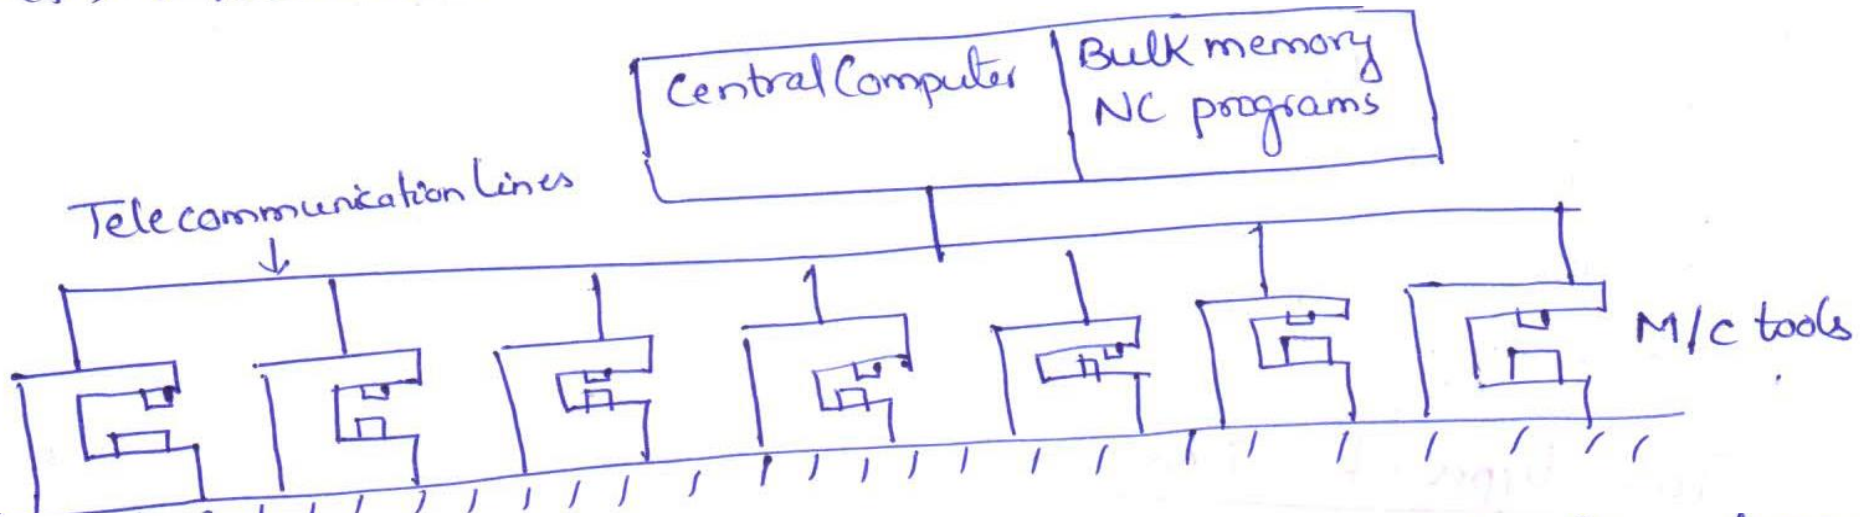 Central Computer
Bulk memory
NC programs
Telecommunication Lines
M/C tools